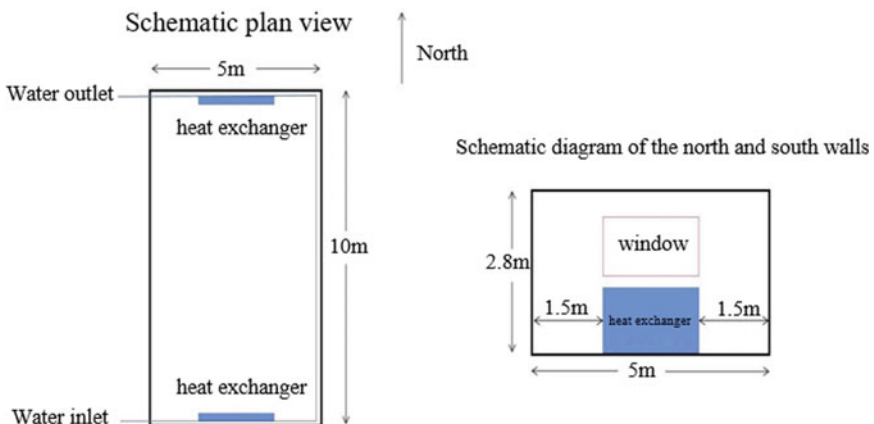 Schematic plan view
North
5m
Water outlet
heat exchanger
10m
heat exchanger
Water inlet
Schematic diagram of the north and south walls
window
2.8m
1.5m
heat exchanger
1.5m
5m